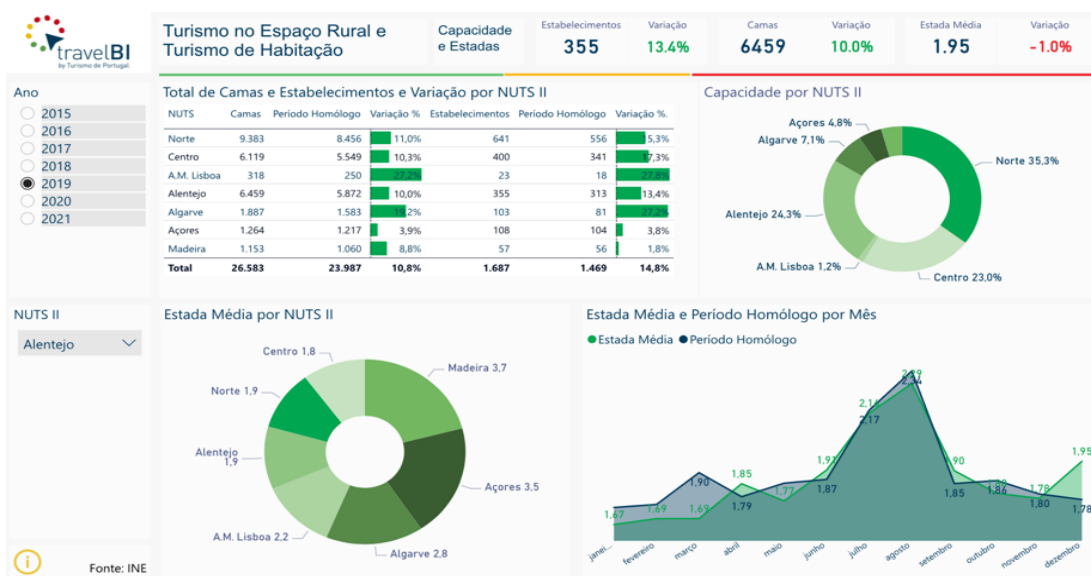 travelBI
by Turismo de Portugal
Turismo no Espaço Rural e
Turismo de Habitação
Capacidade
e Estadas
Estabelecimentos
355
Variação
13.4%
Camas
6459
Variação
10.0%
Estada Média
1.95
Variação
-1.0%
Ano
2015
2016
2017
2018
2019
2020
2021
NUTS II
Alentejo
Fonte: INE
Total de Camas e Estabelecimentos e Variação por NUTS II
NUTS Camas Período Homólogo Variação % Estabelecimentos Período Homólogo Variação %.
Norte 9.383 8.456 11,0% 641 556 5,3%
Centro 6.119 5.549 10,3% 400 341 17,3%
A.M. Lisboa 318 250 27,2% 23 18 27,8%
Alentejo 6.459 5.872 10,0% 355 313 13,4%
Algarve 1.887 1.583 19,2% 103 81 27,2%
Açores 1.264 1.217 3,9% 108 104 3,8%
Madeira 1.153 1.060 8,8% 57 56 1,8%
Total 26.583 23.987 10,8% 1.687 1.469 14,8%
Capacidade por NUTS II
Açores 4,8%
Algarve 7,1%
Norte 35,3%
Alentejo 24,3%
A.M. Lisboa 1,2%
Centro 23,0%
Estada Média por NUTS II
Centro 1,8
Madeira 3,7
Norte 1,9
Alentejo
1,9
Açores 3,5
A.M. Lisboa 2,2
Algarve 2,8
Estada Média e Período Homólogo por Mês
Estada Média Período Homólogo
1,67
1,69
1,90
1,69
1,85
1,79
1,77
1,91
1,87
2,17
1,85
1,86
1,78
1,80
1,95
1,78
janei...
fevereiro
março
abril
maio
junho
julho
agosto
setembro
outubro
novembro
dezembro